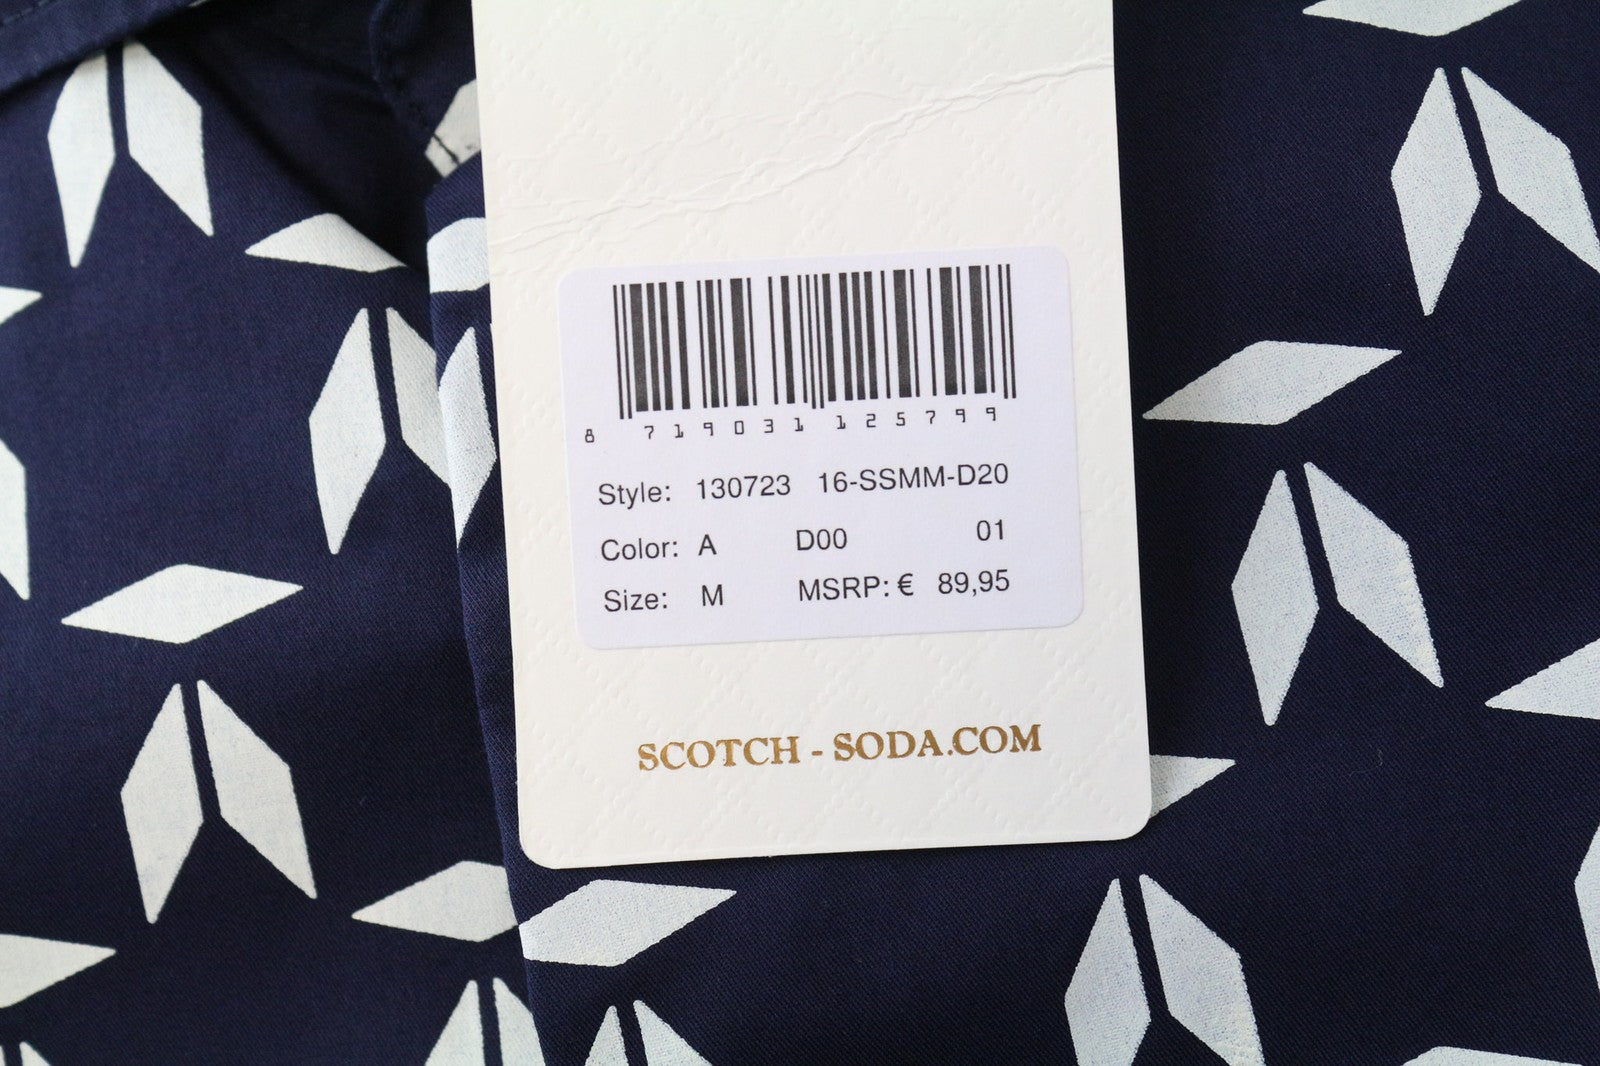 8 719031 125799
Style: 130723 16-SSMM-D20
Color: A D00 01
Size: M MSRP: € 89,95
SCOTCH - SODA.COM